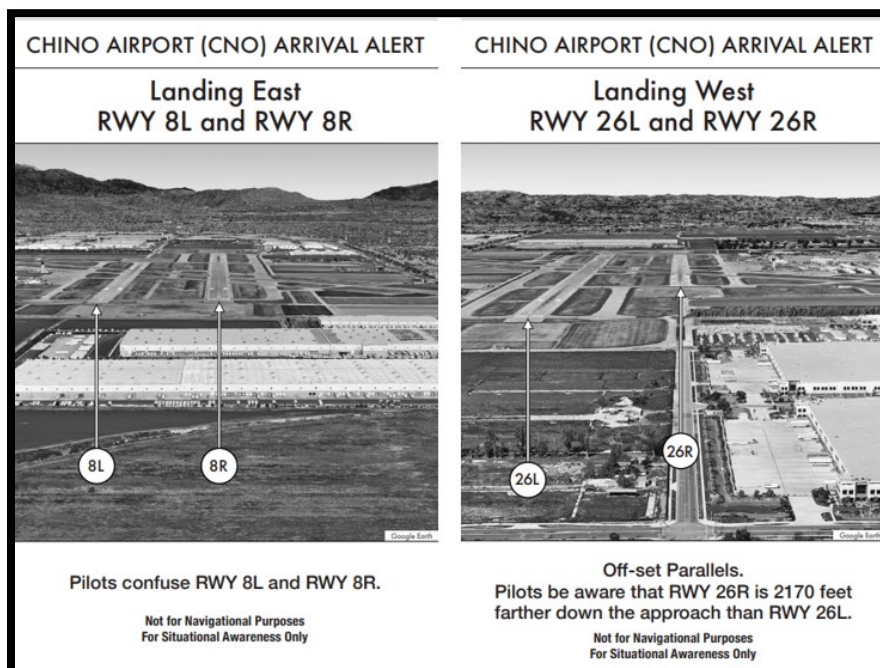 CHINO AIRPORT (CNO) ARRIVAL ALERT
Landing East
RWY 8L and RWY 8R
8L
8R
Google Earth
Pilots confuse RWY 8L and RWY 8R.
Not for Navigational Purposes
For Situational Awareness Only
CHINO AIRPORT (CNO) ARRIVAL ALERT
Landing West
RWY 26L and RWY 26R
26R
26L
Google Earth
Off-set Parallels.
Pilots be aware that RWY 26R is 2170 feet
farther down the approach than RWY 26L.
Not for Navigational Purposes
For Situational Awareness Only